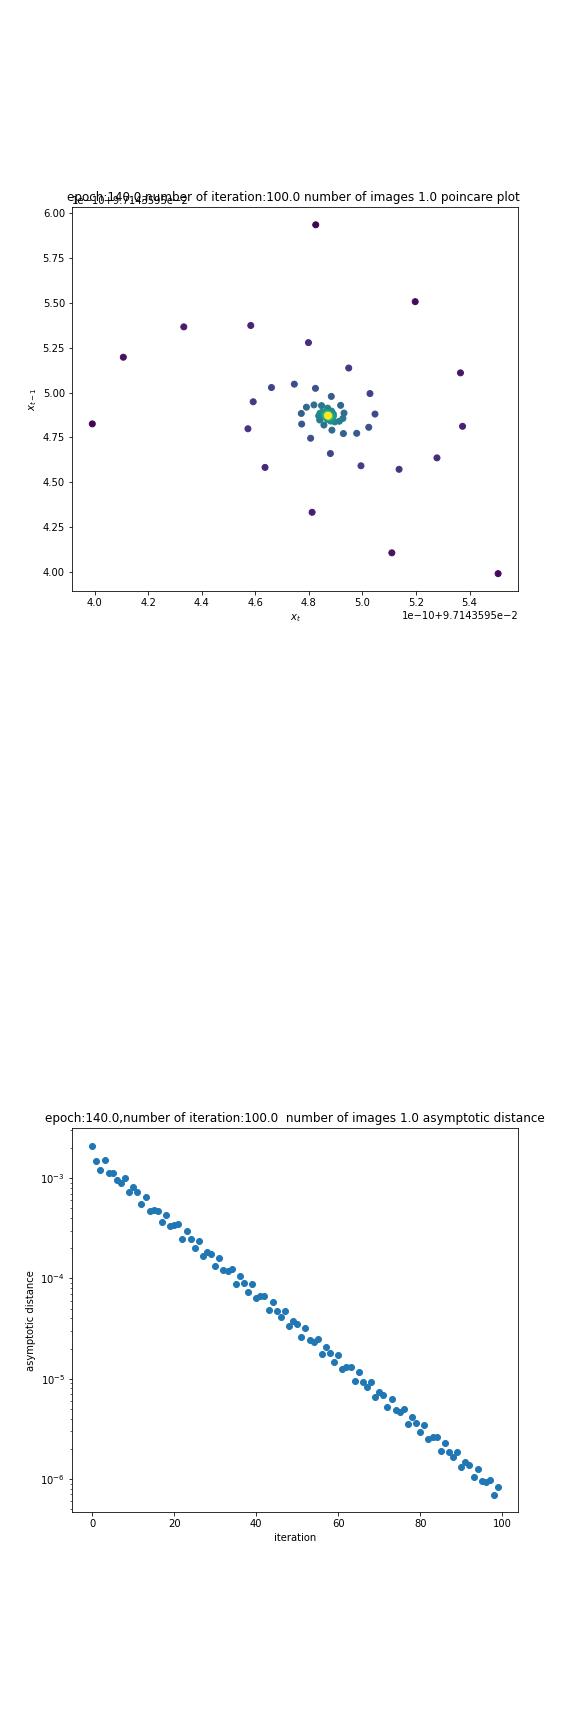 epoch:140.0,number of iteration:100.0 number of images 1.0 poincare plot
1e−10+9.7143595e−2
6.00
5.75
5.50
5.25
5.00
4.75
4.50
4.25
4.00
x_{t−1}
4.0 4.2 4.4 4.6 4.8 5.0 5.2 5.4
x_t
1e−10+9.7143595e−2
epoch:140.0,number of iteration:100.0  number of images 1.0 asymptotic distance
10^{−3}
10^{−4}
10^{−5}
10^{−6}
asymptotic distance
0 20 40 60 80 100
iteration